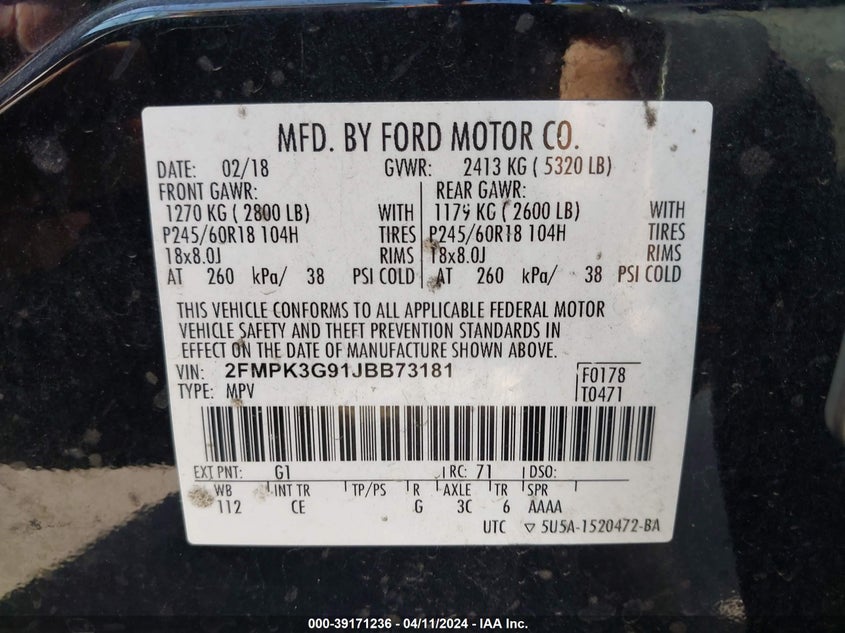 MFD. BY FORD MOTOR CO.
DATE: 02/18 GVWR: 2413 KG ( 5320 LB)
FRONT GAWR: REAR GAWR:
1270 KG ( 2800 LB) WITH 1179 KG ( 2600 LB) WITH
P245/60R18 104H TIRES P245/60R18 104H TIRES
18x8.0J RIMS 18x8.0J RIMS
AT 260 kPa/ 38 PSI COLD AT 260 kPa/ 38 PSI COLD
THIS VEHICLE CONFORMS TO ALL APPLICABLE FEDERAL MOTOR
VEHICLE SAFETY AND THEFT PREVENTION STANDARDS IN
EFFECT ON THE DATE OF MANUFACTURE SHOWN ABOVE.
VIN: 2FMPK3G91JBB73181 F0178
TYPE: MPV T0471
EXT PNT: G1 RC: 71 DSO:
WB INT TR TP/PS R AXLE TR SPR
112 CE G 3C 6 AAAA
UTC ▽ 5U5A-1520472-BA
000-39171236 - 04/11/2024 - IAA Inc.